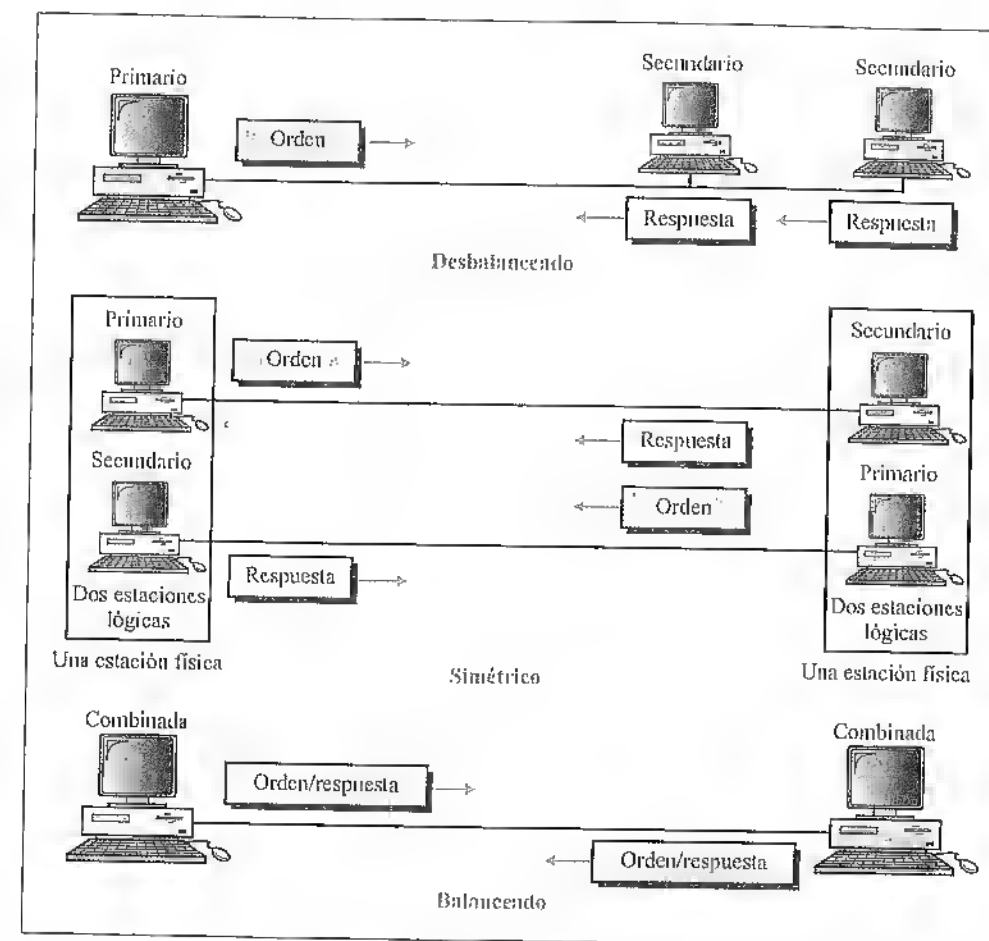 Primario
Secundario
Secundario
Orden
Respuesta
Respuesta
Desbalanceado
Primario
Secundario
Orden
Respuesta
Secundario
Primario
Orden
Respuesta
Dos estaciones
lógicas
Dos estaciones
lógicas
Una estación física
Una estación física
Simétrico
Combinada
Combinada
Orden/respuesta
Orden/respuesta
Balanceado